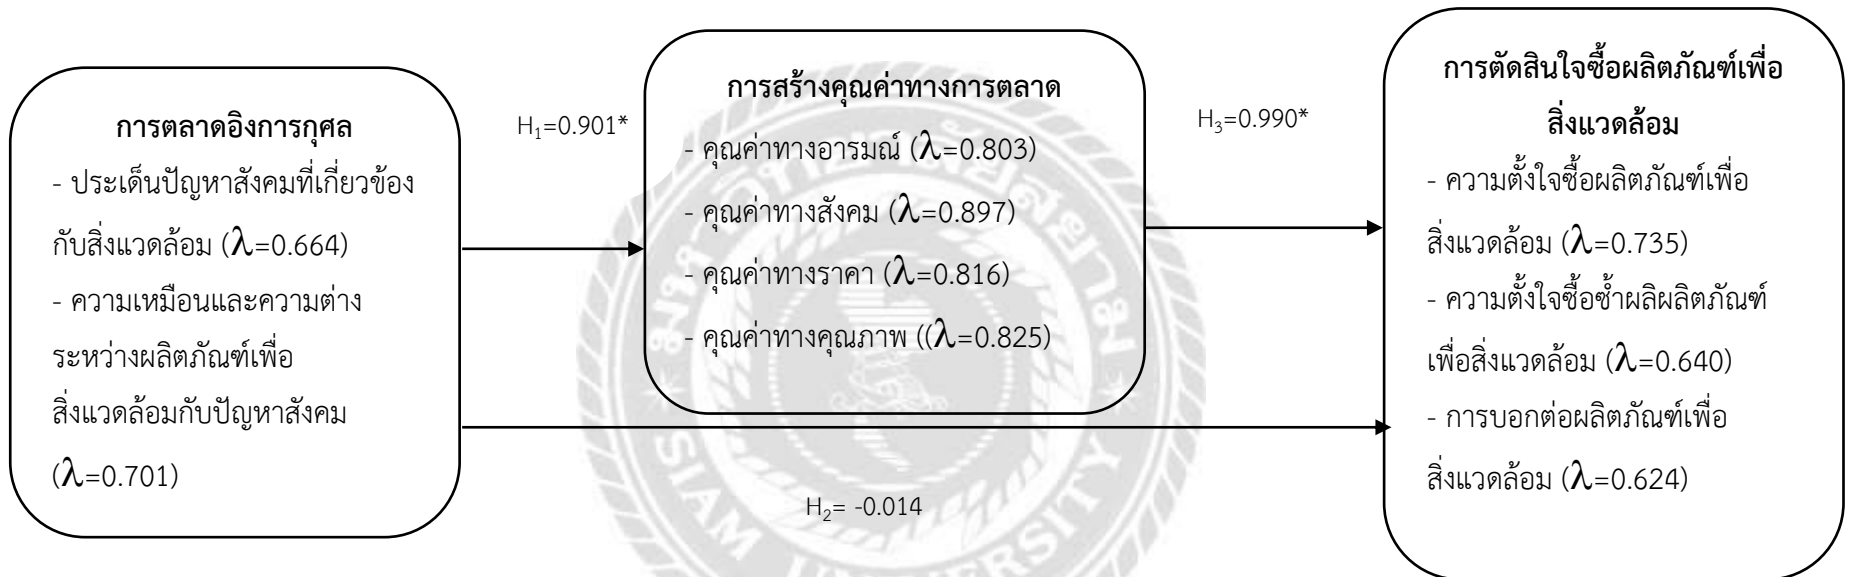 การตลาดอิงการกุศล
- ประเด็นปัญหาสังคมที่เกี่ยวข้อง
กับสิ่งแวดล้อม (λ=0.664)
- ความเหมือนและความต่าง
ระหว่างผลิตภัณฑ์เพื่อ
สิ่งแวดล้อมกับปัญหาสังคม
(λ=0.701)
H₁=0.901*
การสร้างคุณค่าทางการตลาด
- คุณค่าทางอารมณ์ (λ=0.803)
- คุณค่าทางสังคม (λ=0.897)
- คุณค่าทางราคา (λ=0.816)
- คุณค่าทางคุณภาพ ((λ=0.825)
H₃=0.990*
การตัดสินใจซื้อผลิตภัณฑ์เพื่อ
สิ่งแวดล้อม
- ความตั้งใจซื้อผลิตภัณฑ์เพื่อ
สิ่งแวดล้อม (λ=0.735)
- ความตั้งใจซื้อซ้ำผลิผลิตภัณฑ์
เพื่อสิ่งแวดล้อม (λ=0.640)
- การบอกต่อผลิตภัณฑ์เพื่อ
สิ่งแวดล้อม (λ=0.624)
H₂= -0.014
มหาวิทยาลัยสยาม
SIAM UNIVERSITY